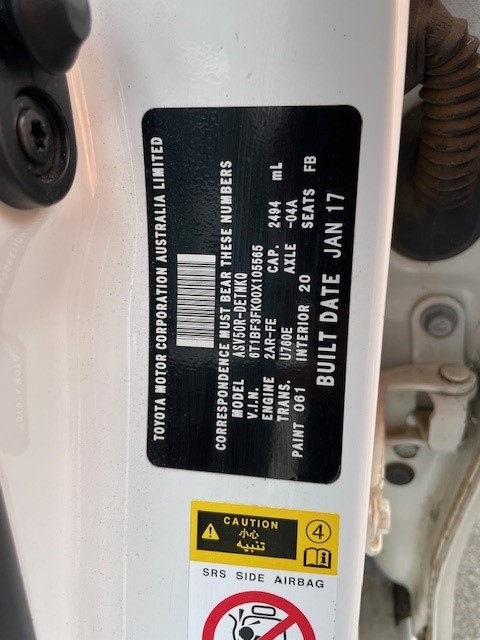 TOYOTA MOTOR CORPORATION AUSTRALIA LIMITED
CORRESPONDENCE MUST BEAR THESE NUMBERS
MODEL ASV50R-DETMKQ
V.I.N. 6T1BF3FK00X105565
ENGINE 2AR-FE CAP. 2494 mL
TRANS. U760E AXLE -04A
PAINT 061 INTERIOR 20 SEATS FB
BUILT DATE JAN 17
CAUTION
小心
تنبيه
4
SRS SIDE AIRBAG